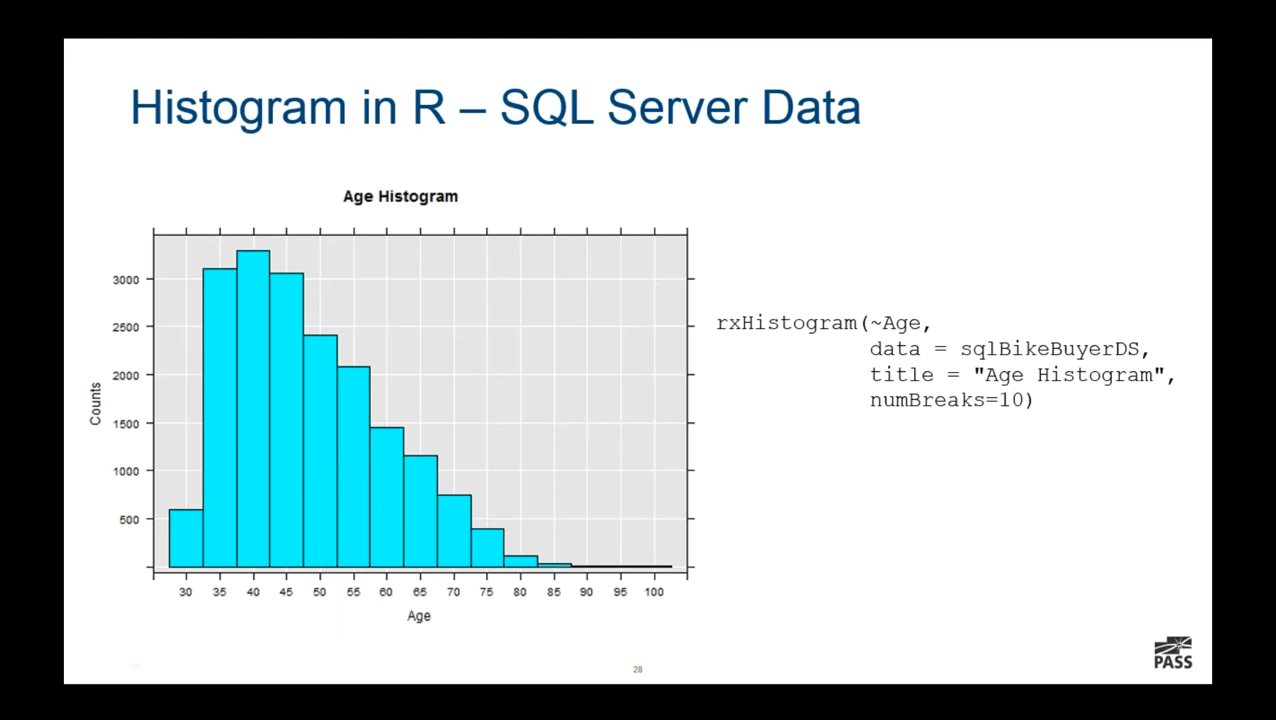 Histogram in R – SQL Server Data
Age Histogram
3000
2500
2000
1500
1000
500
Counts
30 35 40 45 50 55 60 65 70 75 80 85 90 95 100
Age
rxHistogram(~Age,
data = sqlBikeBuyerDS,
title = "Age Histogram",
numBreaks=10)
28
PASS